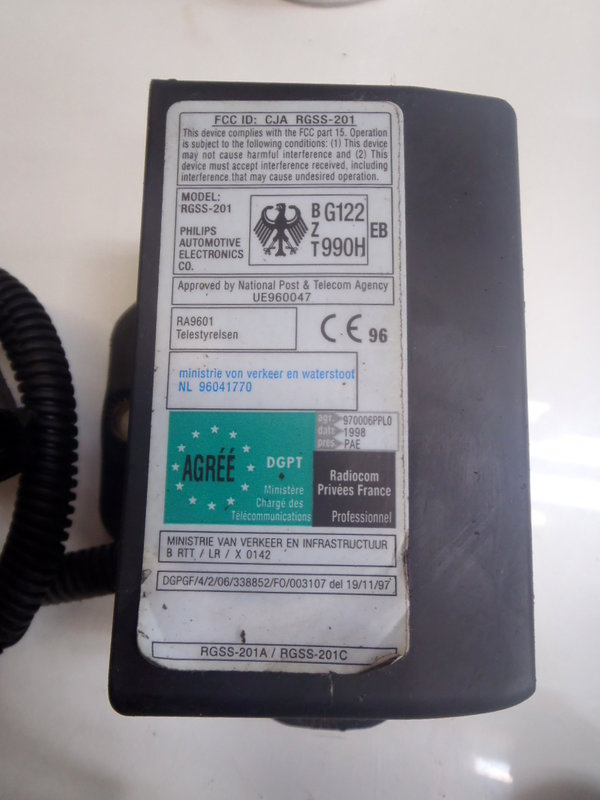 FCC ID: CJA RGSS-201
This device complies with the FCC part 15. Operation
is subject to the following conditions: (1) This device
may not cause harmful interference and (2) This
device must accept interference received, including
interference that may cause undesired operation.
MODEL:
RGSS-201
PHILIPS
AUTOMOTIVE
ELECTRONICS
CO.
B
Z
T
G122
990H
EB
Approved by National Post & Telecom Agency
UE960047
RA9601
Telestyrelsen
CE 96
ministrie von verkeer en waterstoot
NL 96041770
AGRÉÉ
DGPT
Ministère
Chargé des
Télécommunications
agr. 970006PPL0
date 1998
pres. PAE
Radiocom
Privées France
Professionnel
MINISTRIE VAN VERKEER EN INFRASTRUCTUUR
B RTT / LR / X 0142
DGPGF/4/2/06/338852/FO/003107 del 19/11/97
RGSS-201A / RGSS-201C